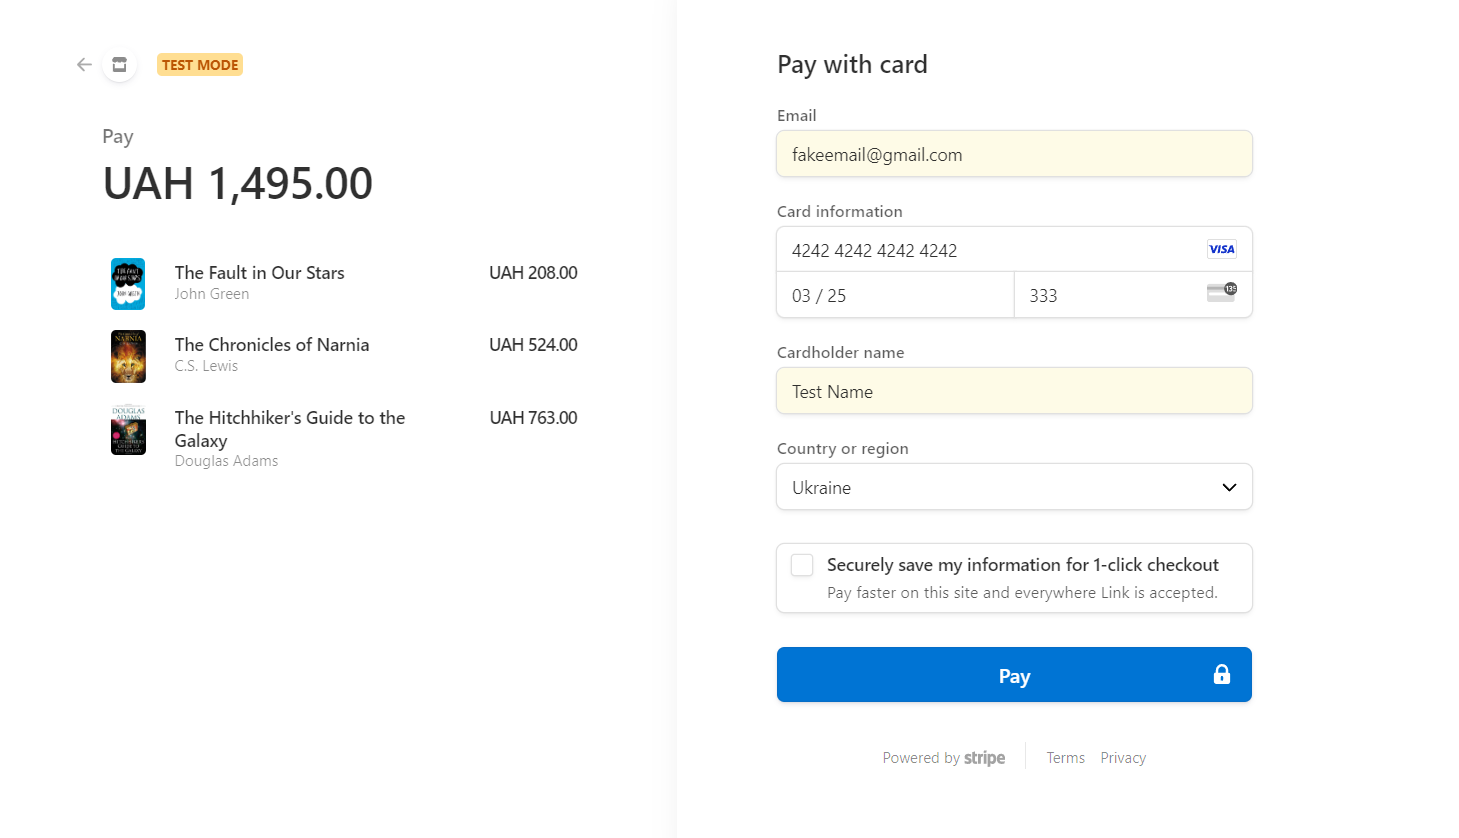 TEST MODE
Pay
UAH 1,495.00
The Fault in Our Stars
UAH 208.00
John Green
The Chronicles of Narnia
UAH 524.00
C.S. Lewis
The Hitchhiker's Guide to the
Galaxy
UAH 763.00
Douglas Adams
NARNIA
DOUGLAS
ADAMS
Pay with card
Email
fakeemail@gmail.com
Card information
4242 4242 4242 4242
VISA
03 / 25
333
135
Cardholder name
Test Name
Country or region
Ukraine
Securely save my information for 1-click checkout
Pay faster on this site and everywhere Link is accepted.
Pay
Powered by stripe
Terms
Privacy